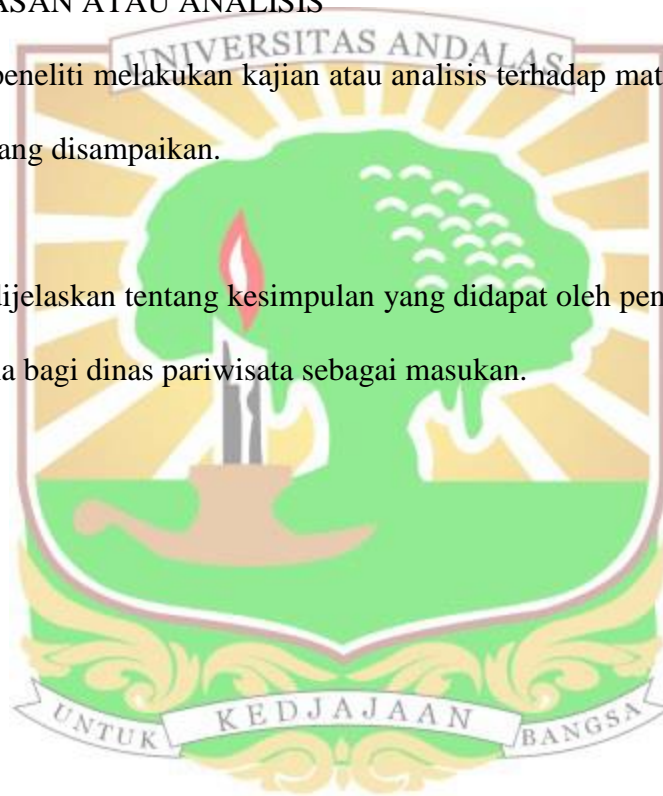 ASAN ATAU ANALISIS
UNIVERSITAS ANDALAS
peneliti melakukan kajian atau analisis terhadap mat
ang disampaikan.
dijelaskan tentang kesimpulan yang didapat oleh pen
a bagi dinas pariwisata sebagai masukan.
UNTUK KEDJAJAAN BANGSA